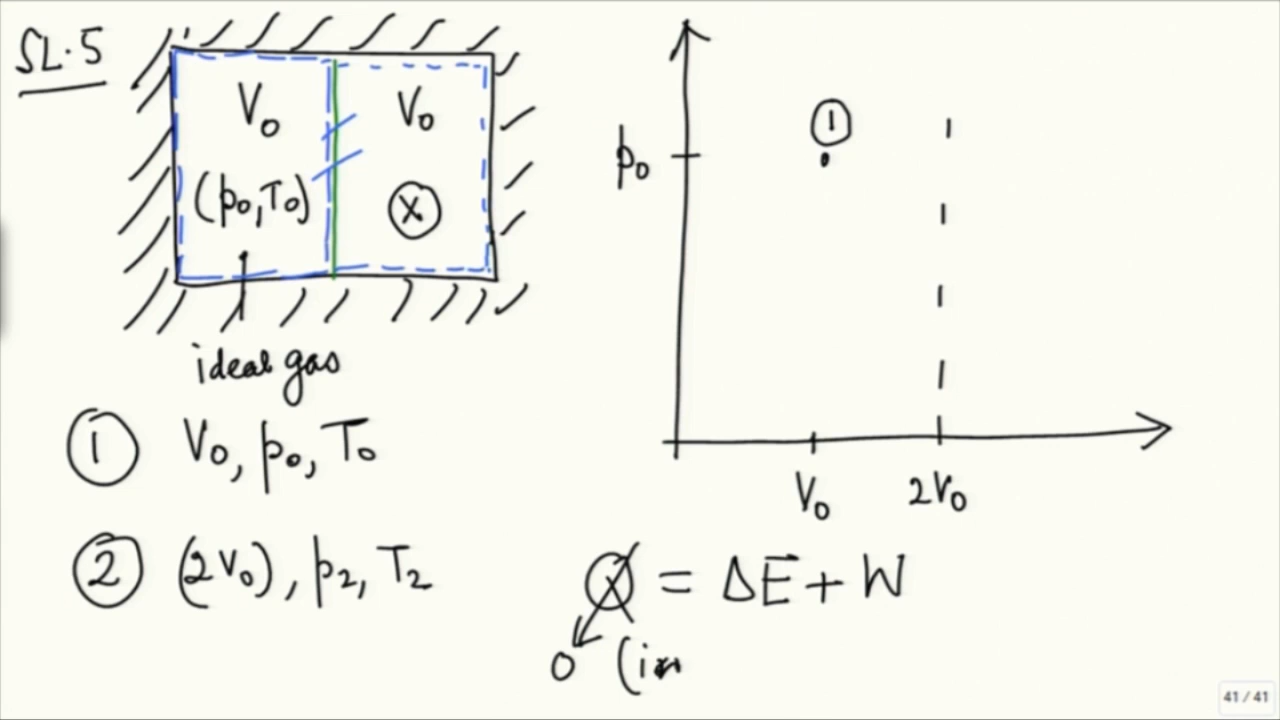 SL.5
V₀ V₀
(p₀, T₀) X
ideal gas
① V₀, p₀, T₀
② (2V₀), p₂, T₂
p₀
①
V₀ 2V₀
Q = ΔE + W
0 (in
41 / 41